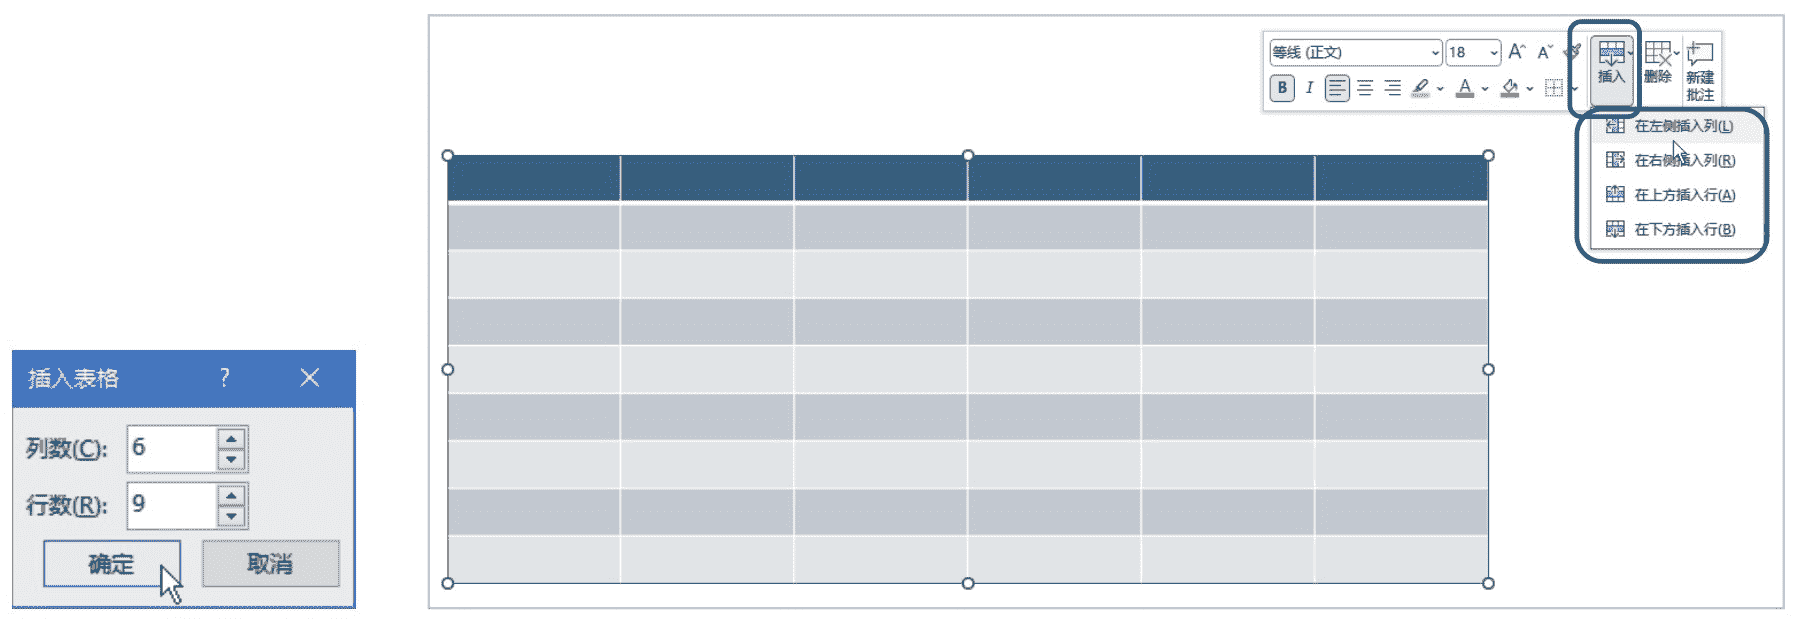 插入表格 ?
列数(C): 6
行数(R): 9
确定 取消
等线 (正文) 18 A A
B I A
插入
删除
新建
批注
在左侧插入列(L)
在右侧插入列(R)
在上方插入行(A)
在下方插入行(B)